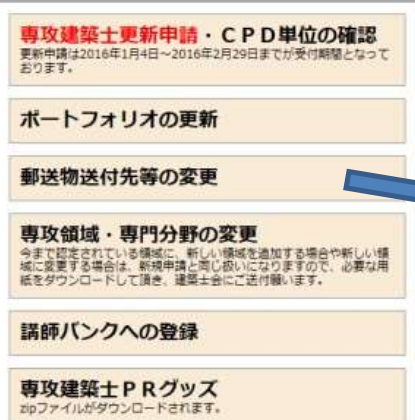 専攻建築士更新申請・ＣＰＤ単位の確認
更新申請は2016年1月4日～2016年2月29日までが受付期間となって
おります。
ポートフォリオの更新
郵送物送付先等の変更
専攻領域・専門分野の変更
今まで認定されている領域に、新しい領域を追加する場合や新しい領
域に変更する場合は、新規申請と同じ扱いになりますので、必要な用
紙をダウンロードして頂き、建築士会にご送付願います。
講師バンクへの登録
専攻建築士ＰＲグッズ
zipファイルがダウンロードされます。